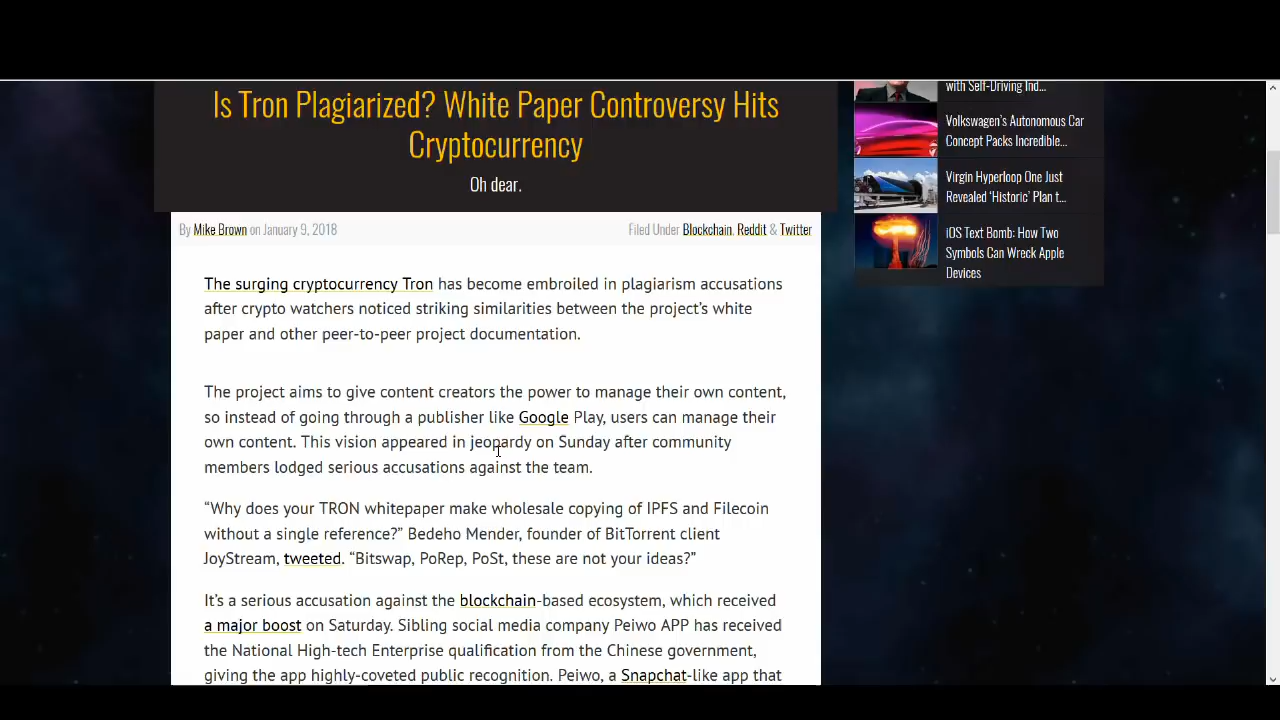 Is Tron Plagiarized? White Paper Controversy Hits
Cryptocurrency
Oh dear.
By Mike Brown on January 9, 2018
Filed Under Blockchain, Reddit & Twitter
The surging cryptocurrency Tron has become embroiled in plagiarism accusations
after crypto watchers noticed striking similarities between the project’s white
paper and other peer-to-peer project documentation.
The project aims to give content creators the power to manage their own content,
so instead of going through a publisher like Google Play, users can manage their
own content. This vision appeared in jeopardy on Sunday after community
members lodged serious accusations against the team.
“Why does your TRON whitepaper make wholesale copying of IPFS and Filecoin
without a single reference?” Bedeho Mender, founder of BitTorrent client
JoyStream, tweeted. “Bitswap, PoRep, PoSt, these are not your ideas?”
It’s a serious accusation against the blockchain-based ecosystem, which received
a major boost on Saturday. Sibling social media company Peiwo APP has received
the National High-tech Enterprise qualification from the Chinese government,
giving the app highly-coveted public recognition. Peiwo, a Snapchat-like app that
with Self-Driving Ind...
Volkswagen’s Autonomous Car
Concept Packs Incredible...
Virgin Hyperloop One Just
Revealed ‘Historic’ Plan t...
iOS Text Bomb: How Two
Symbols Can Wreck Apple
Devices